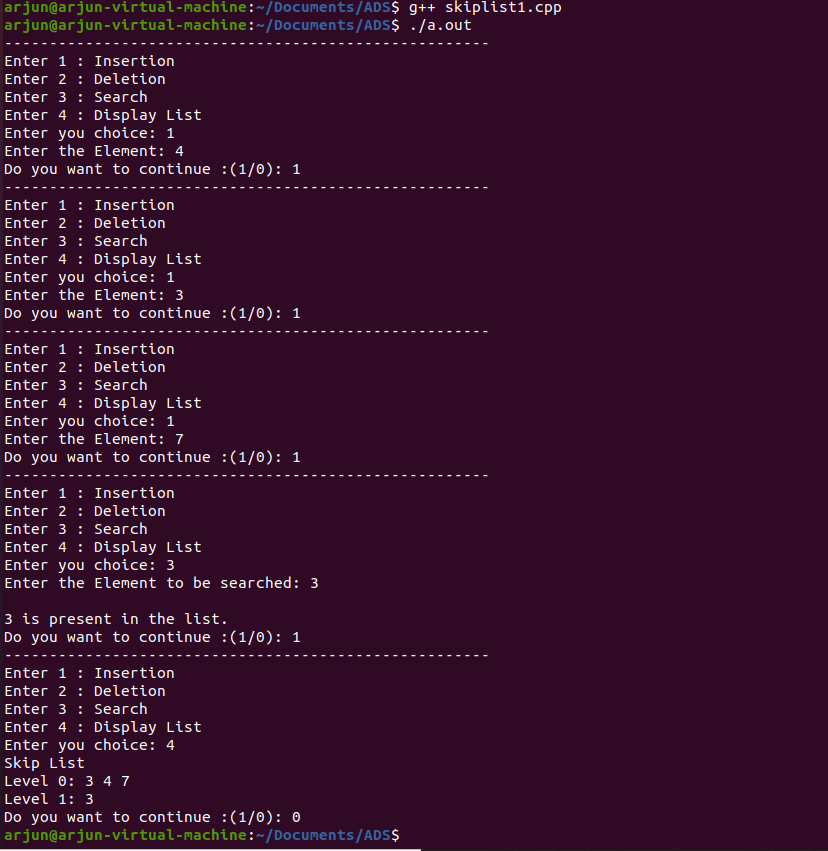 arjun@arjun-virtual-machine:~/Documents/ADS$ g++ skiplist1.cpp
arjun@arjun-virtual-machine:~/Documents/ADS$ ./a.out
------------------------------------------------------
Enter 1 : Insertion
Enter 2 : Deletion
Enter 3 : Search
Enter 4 : Display List
Enter you choice: 1
Enter the Element: 4
Do you want to continue :(1/0): 1
------------------------------------------------------
Enter 1 : Insertion
Enter 2 : Deletion
Enter 3 : Search
Enter 4 : Display List
Enter you choice: 1
Enter the Element: 3
Do you want to continue :(1/0): 1
------------------------------------------------------
Enter 1 : Insertion
Enter 2 : Deletion
Enter 3 : Search
Enter 4 : Display List
Enter you choice: 1
Enter the Element: 7
Do you want to continue :(1/0): 1
------------------------------------------------------
Enter 1 : Insertion
Enter 2 : Deletion
Enter 3 : Search
Enter 4 : Display List
Enter you choice: 3
Enter the Element to be searched: 3

3 is present in the list.
Do you want to continue :(1/0): 1
------------------------------------------------------
Enter 1 : Insertion
Enter 2 : Deletion
Enter 3 : Search
Enter 4 : Display List
Enter you choice: 4
Skip List
Level 0: 3 4 7
Level 1: 3
Do you want to continue :(1/0): 0
arjun@arjun-virtual-machine:~/Documents/ADS$